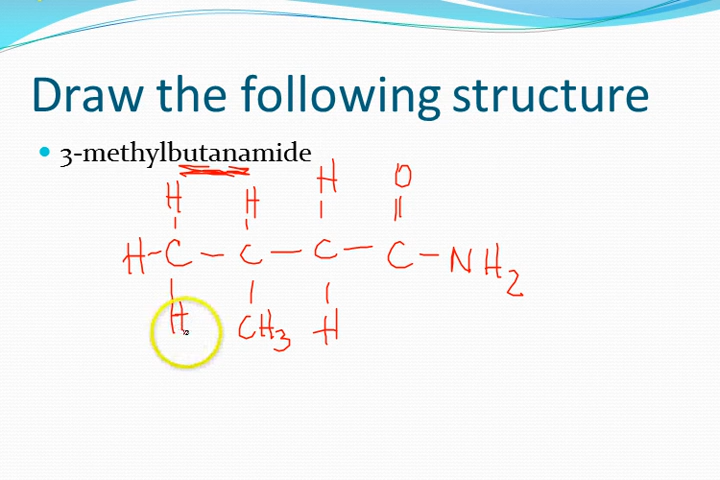 Draw the following structure
3-methylbutanamide
H H H O
H-C-C-C-C-NH2
H CH3 H